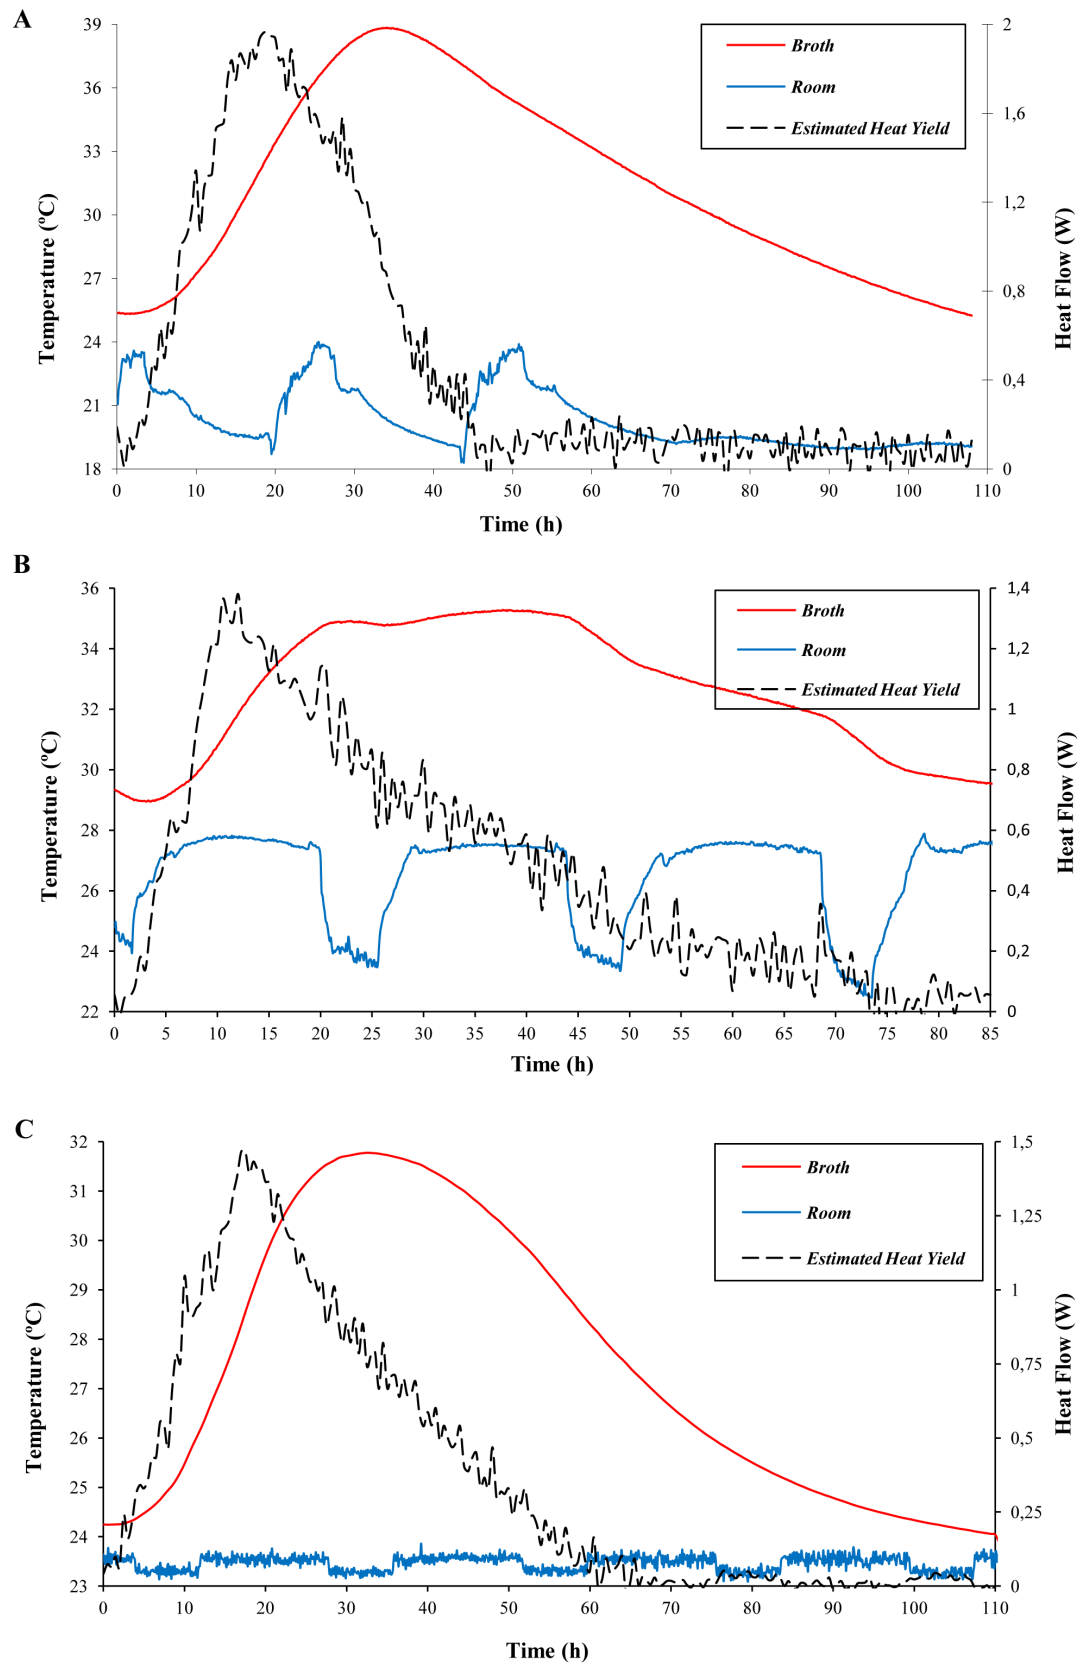 A
39
36
33
30
27
24
21
18
Temperature (ºC)
2
1,6
1,2
0,8
0,4
0
Heat Flow (W)
Broth
Room
Estimated Heat Yield
0 10 20 30 40 50 60 70 80 90 100 110
Time (h)
B
36
34
32
30
28
26
24
22
Temperature (ºC)
1,4
1,2
1
0,8
0,6
0,4
0,2
0
Heat Flow (W)
Broth
Room
Estimated Heat Yield
0 5 10 15 20 25 30 35 40 45 50 55 60 65 70 75 80 85
Time (h)
C
32
31
30
29
28
27
26
25
24
23
Temperature (ºC)
1,5
1,25
1
0,75
0,5
0,25
0
Heat Flow (W)
Broth
Room
Estimated Heat Yield
0 10 20 30 40 50 60 70 80 90 100 110
Time (h)